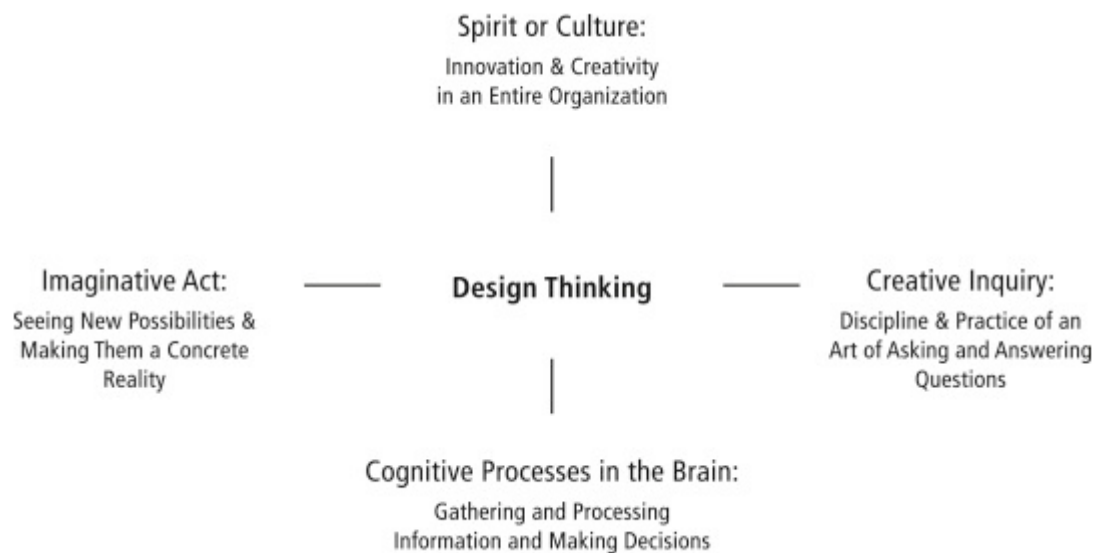 Spirit or Culture:
Innovation & Creativity
in an Entire Organization
Imaginative Act:
Seeing New Possibilities &
Making Them a Concrete
Reality
Design Thinking
Creative Inquiry:
Discipline & Practice of an
Art of Asking and Answering
Questions
Cognitive Processes in the Brain:
Gathering and Processing
Information and Making Decisions